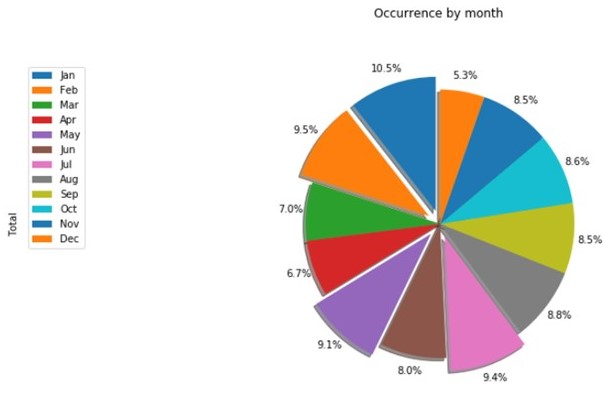 Occurrence by month
Jan
Feb
Mar
Apr
May
Jun
Jul
Aug
Sep
Oct
Nov
Dec
Total
10.5%
9.5%
7.0%
6.7%
9.1%
8.0%
9.4%
8.8%
8.5%
8.6%
8.5%
5.3%